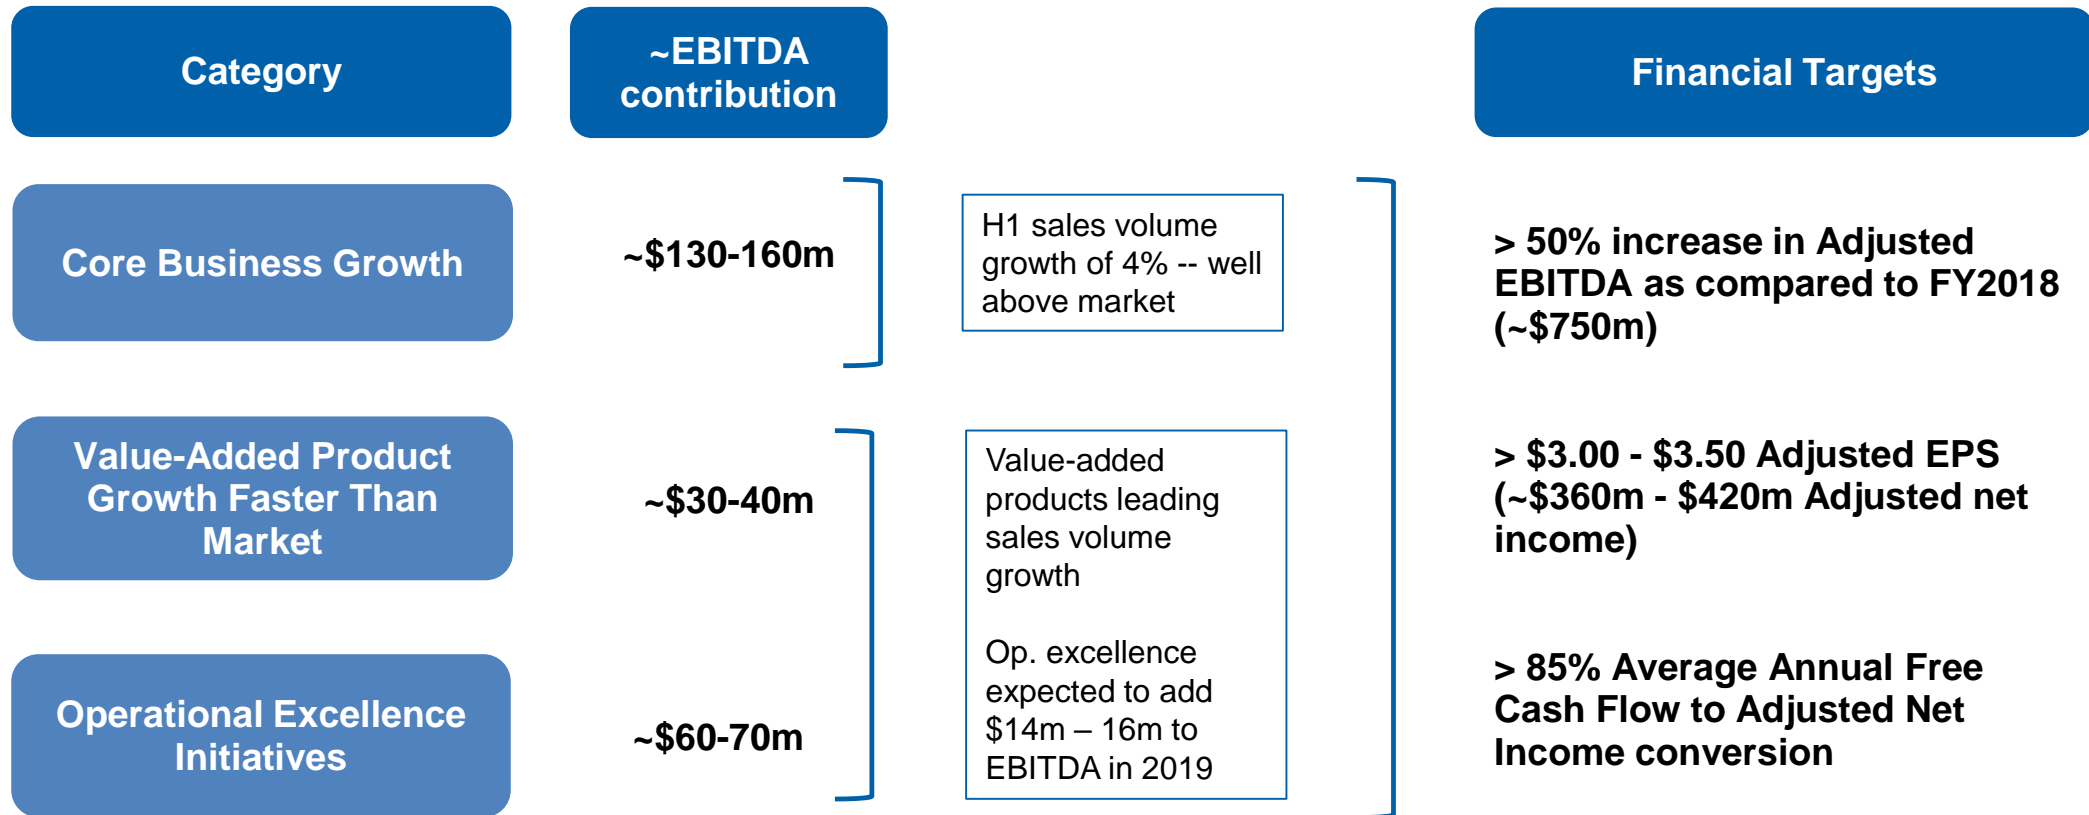 Category
~EBITDA
contribution
Financial Targets
Core Business Growth
~$130-160m
H1 sales volume
growth of 4% -- well
above market
> 50% increase in Adjusted
EBITDA as compared to FY2018
(~$750m)
Value-Added Product
Growth Faster Than
Market
~$30-40m
Value-added
products leading
sales volume
growth
> $3.00 - $3.50 Adjusted EPS
(~$360m - $420m Adjusted net
income)
Operational Excellence
Initiatives
~$60-70m
Op. excellence
expected to add
$14m – 16m to
EBITDA in 2019
> 85% Average Annual Free
Cash Flow to Adjusted Net
Income conversion